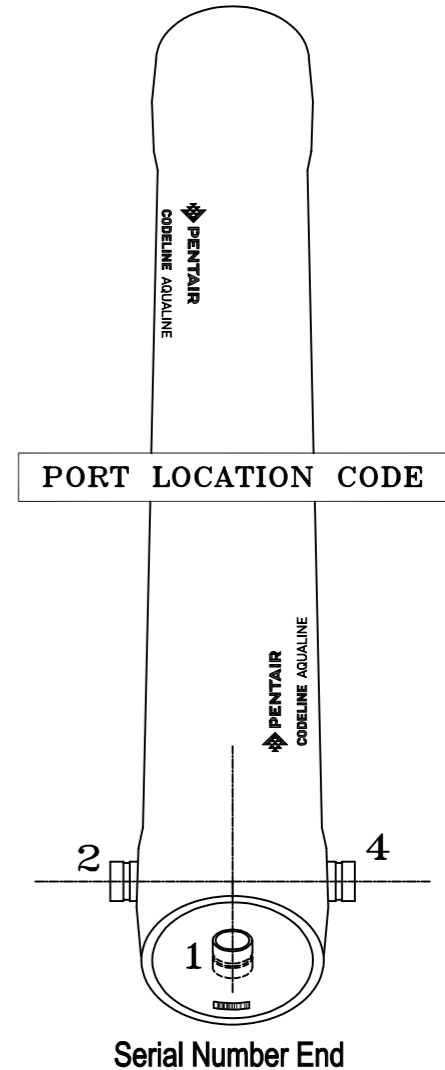 PENTAIR
CODELINE AQUALINE
PORT LOCATION CODE
PENTAIR
CODELINE AQUALINE
2
4
1
Serial Number End